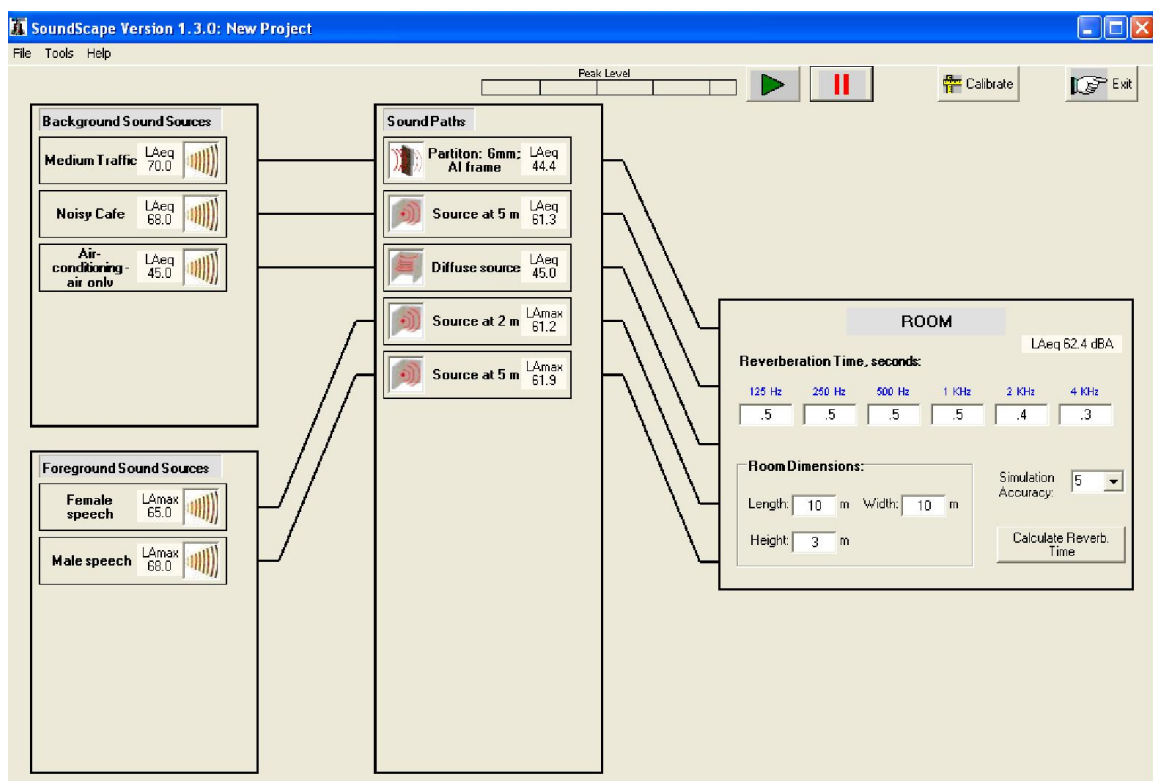 SoundScape Version 1.3.0: New Project
File Tools Help
Peak Level
Calibrate
Exit
Background Sound Sources
Medium Traffic
LAeq
70.0
Noisy Cafe
LAeq
68.0
Air-
conditioning -
air only
LAeq
45.0
Foreground Sound Sources
Female
speech
LAmax
65.0
Male speech
LAmax
68.0
Sound Paths
Partiton: 6mm;
Al frame
LAeq
44.4
Source at 5 m
LAeq
61.3
Diffuse source
LAeq
45.0
Source at 2 m
LAmax
61.2
Source at 5 m
LAmax
61.9
ROOM
LAeq 62.4 dBA
Reverberation Time, seconds:
125 Hz 250 Hz 500 Hz 1 KHz 2 KHz 4 KHz
.5 .5 .5 .5 .4 .3
Room Dimensions:
Length: 10 m Width: 10 m
Height: 3 m
Simulation
Accuracy:
5
Calculate Reverb.
Time